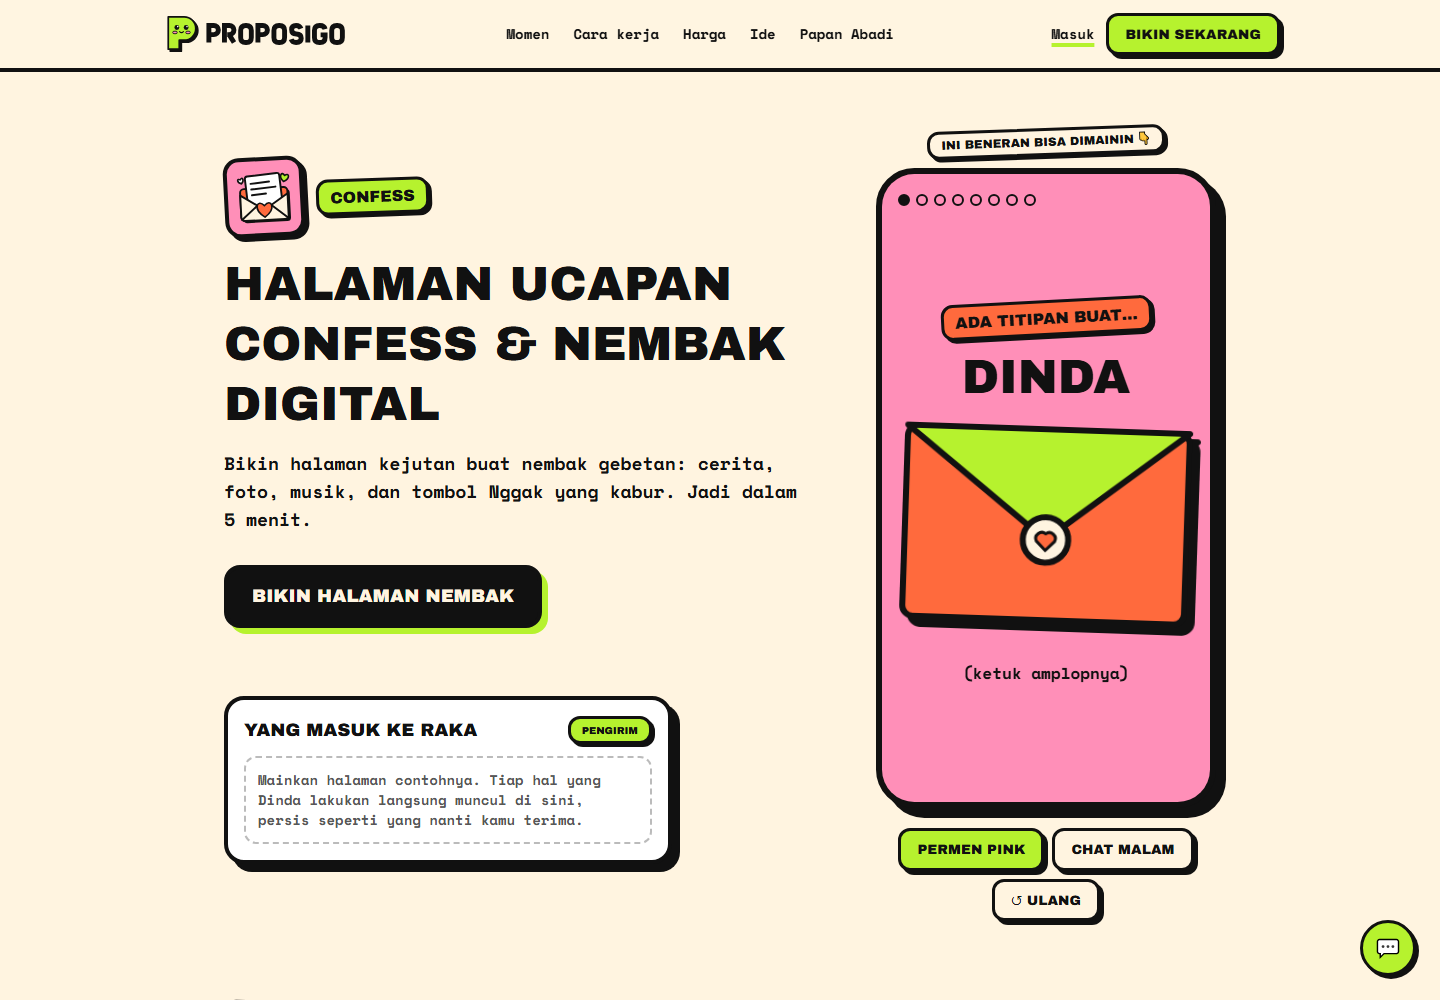 PROPOSIGO
Momen
Cara kerja
Harga
Ide
Papan Abadi
Masuk
BIKIN SEKARANG
CONFESS
HALAMAN UCAPAN
CONFESS & NEMBAK
DIGITAL
Bikin halaman kejutan buat nembak gebetan: cerita,
foto, musik, dan tombol Nggak yang kabur. Jadi dalam
5 menit.
BIKIN HALAMAN NEMBAK
YANG MASUK KE RAKA
PENGIRIM
Mainkan halaman contohnya. Tiap hal yang
Dinda lakukan langsung muncul di sini,
persis seperti yang nanti kamu terima.
INI BENERAN BISA DIMAININ 👇
ADA TITIPAN BUAT...
DINDA
(ketuk amplopnya)
PERMEN PINK
CHAT MALAM
↺ ULANG